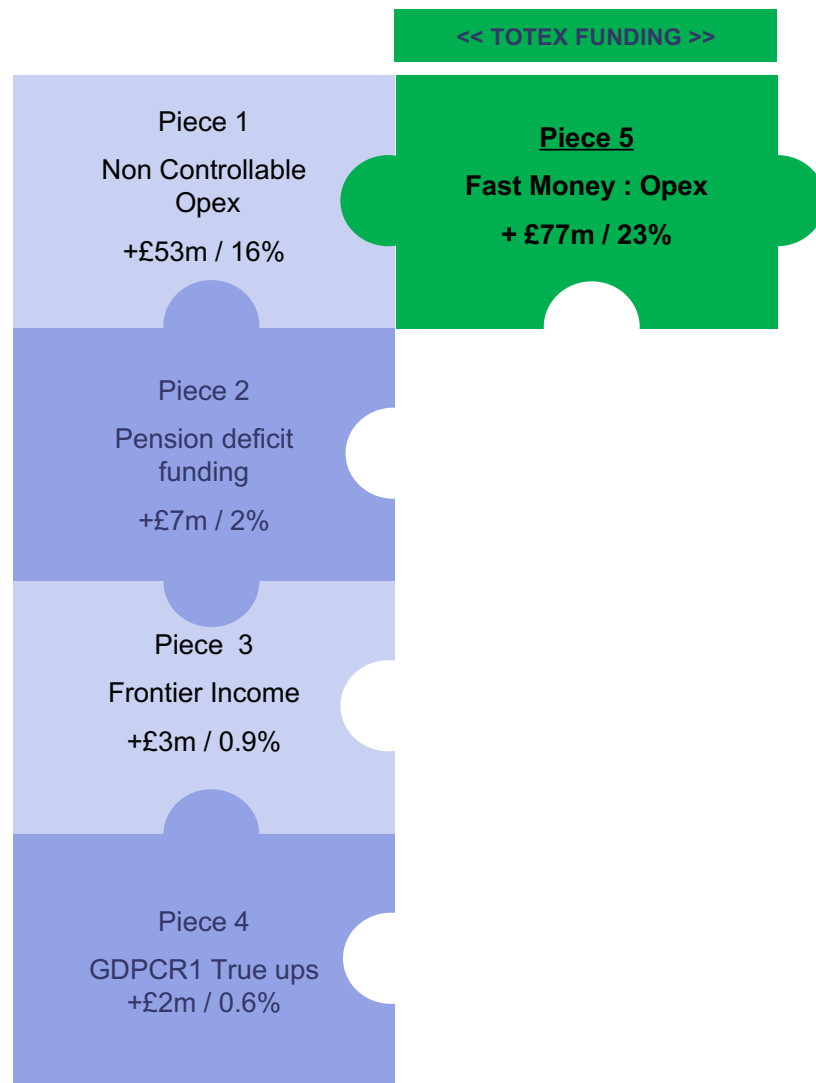 << TOTEX FUNDING >>
Piece 1
Non Controllable
Opex
+£53m / 16%
Piece 5
Fast Money : Opex
+ £77m / 23%
Piece 2
Pension deficit
funding
+£7m / 2%
Piece  3
Frontier Income
+£3m / 0.9%
Piece 4
GDPCR1 True ups
+£2m / 0.6%